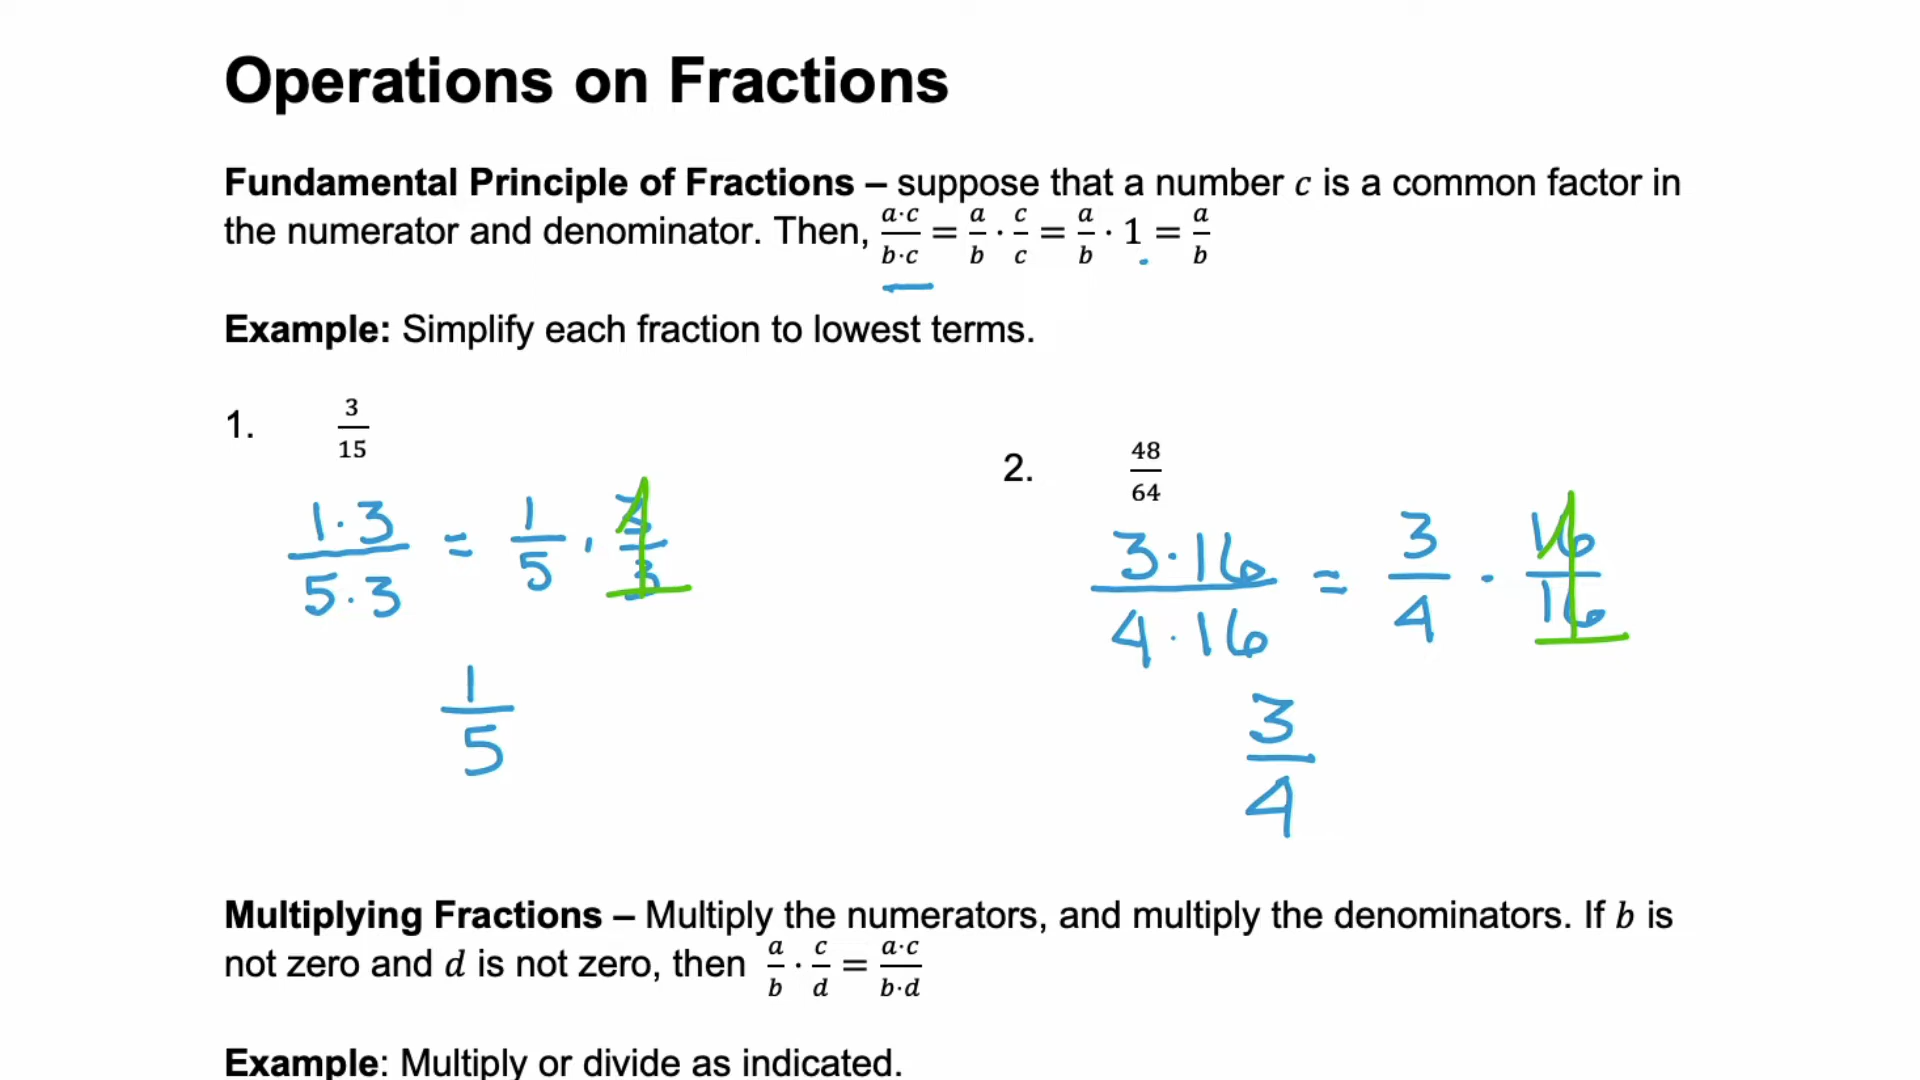 Operations on Fractions
Fundamental Principle of Fractions – suppose that a number c is a common factor in
the numerator and denominator. Then, a·c/b·c = a/b · c/c = a/b · 1 = a/b
Example: Simplify each fraction to lowest terms.
1. 3/15
1·3/5·3 = 1/5 · 3/3 1
1/5
2. 48/64
3·16/4·16 = 3/4 · 16/16 1
3/4
Multiplying Fractions – Multiply the numerators, and multiply the denominators. If b is
not zero and d is not zero, then a/b · c/d = a·c/b·d
Example: Multiply or divide as indicated.